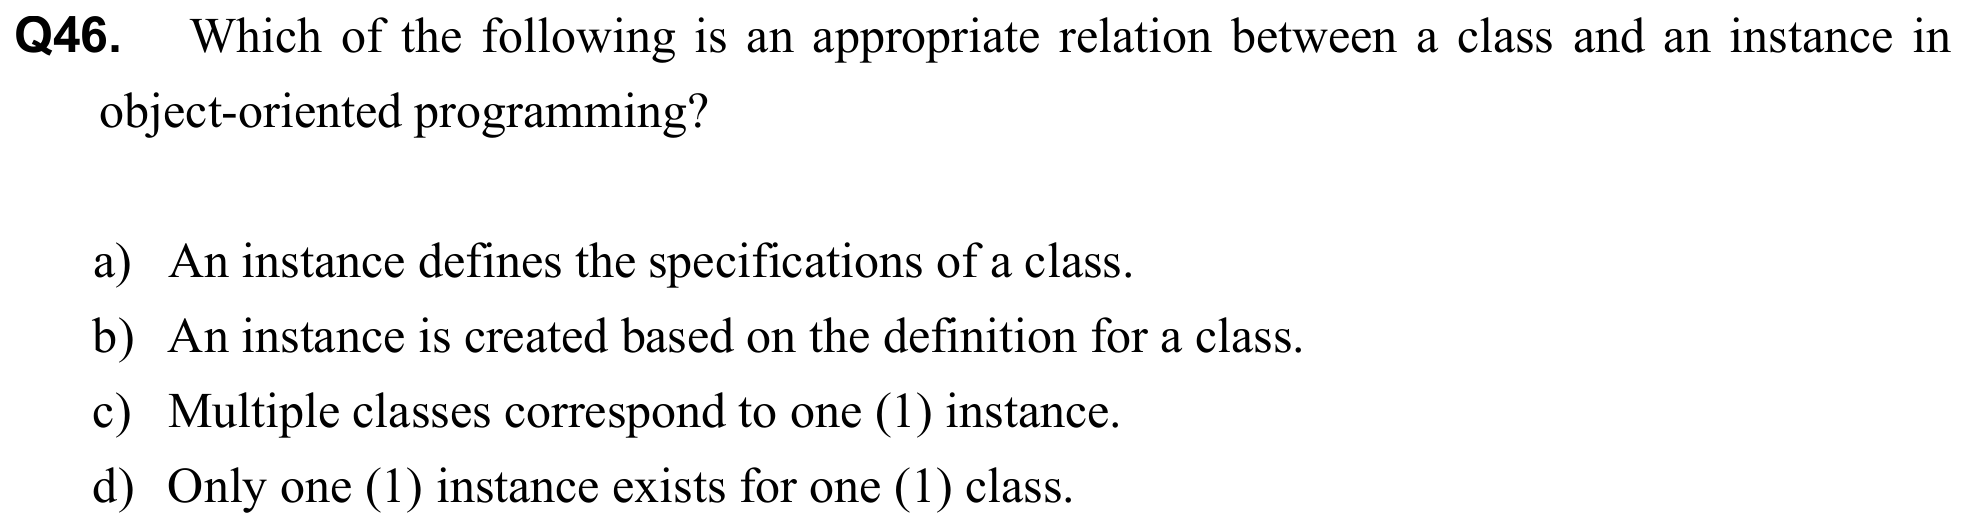 Q46. Which of the following is an appropriate relation between a class and an instance in
object-oriented programming?
a) An instance defines the specifications of a class.
b) An instance is created based on the definition for a class.
c) Multiple classes correspond to one (1) instance.
d) Only one (1) instance exists for one (1) class.